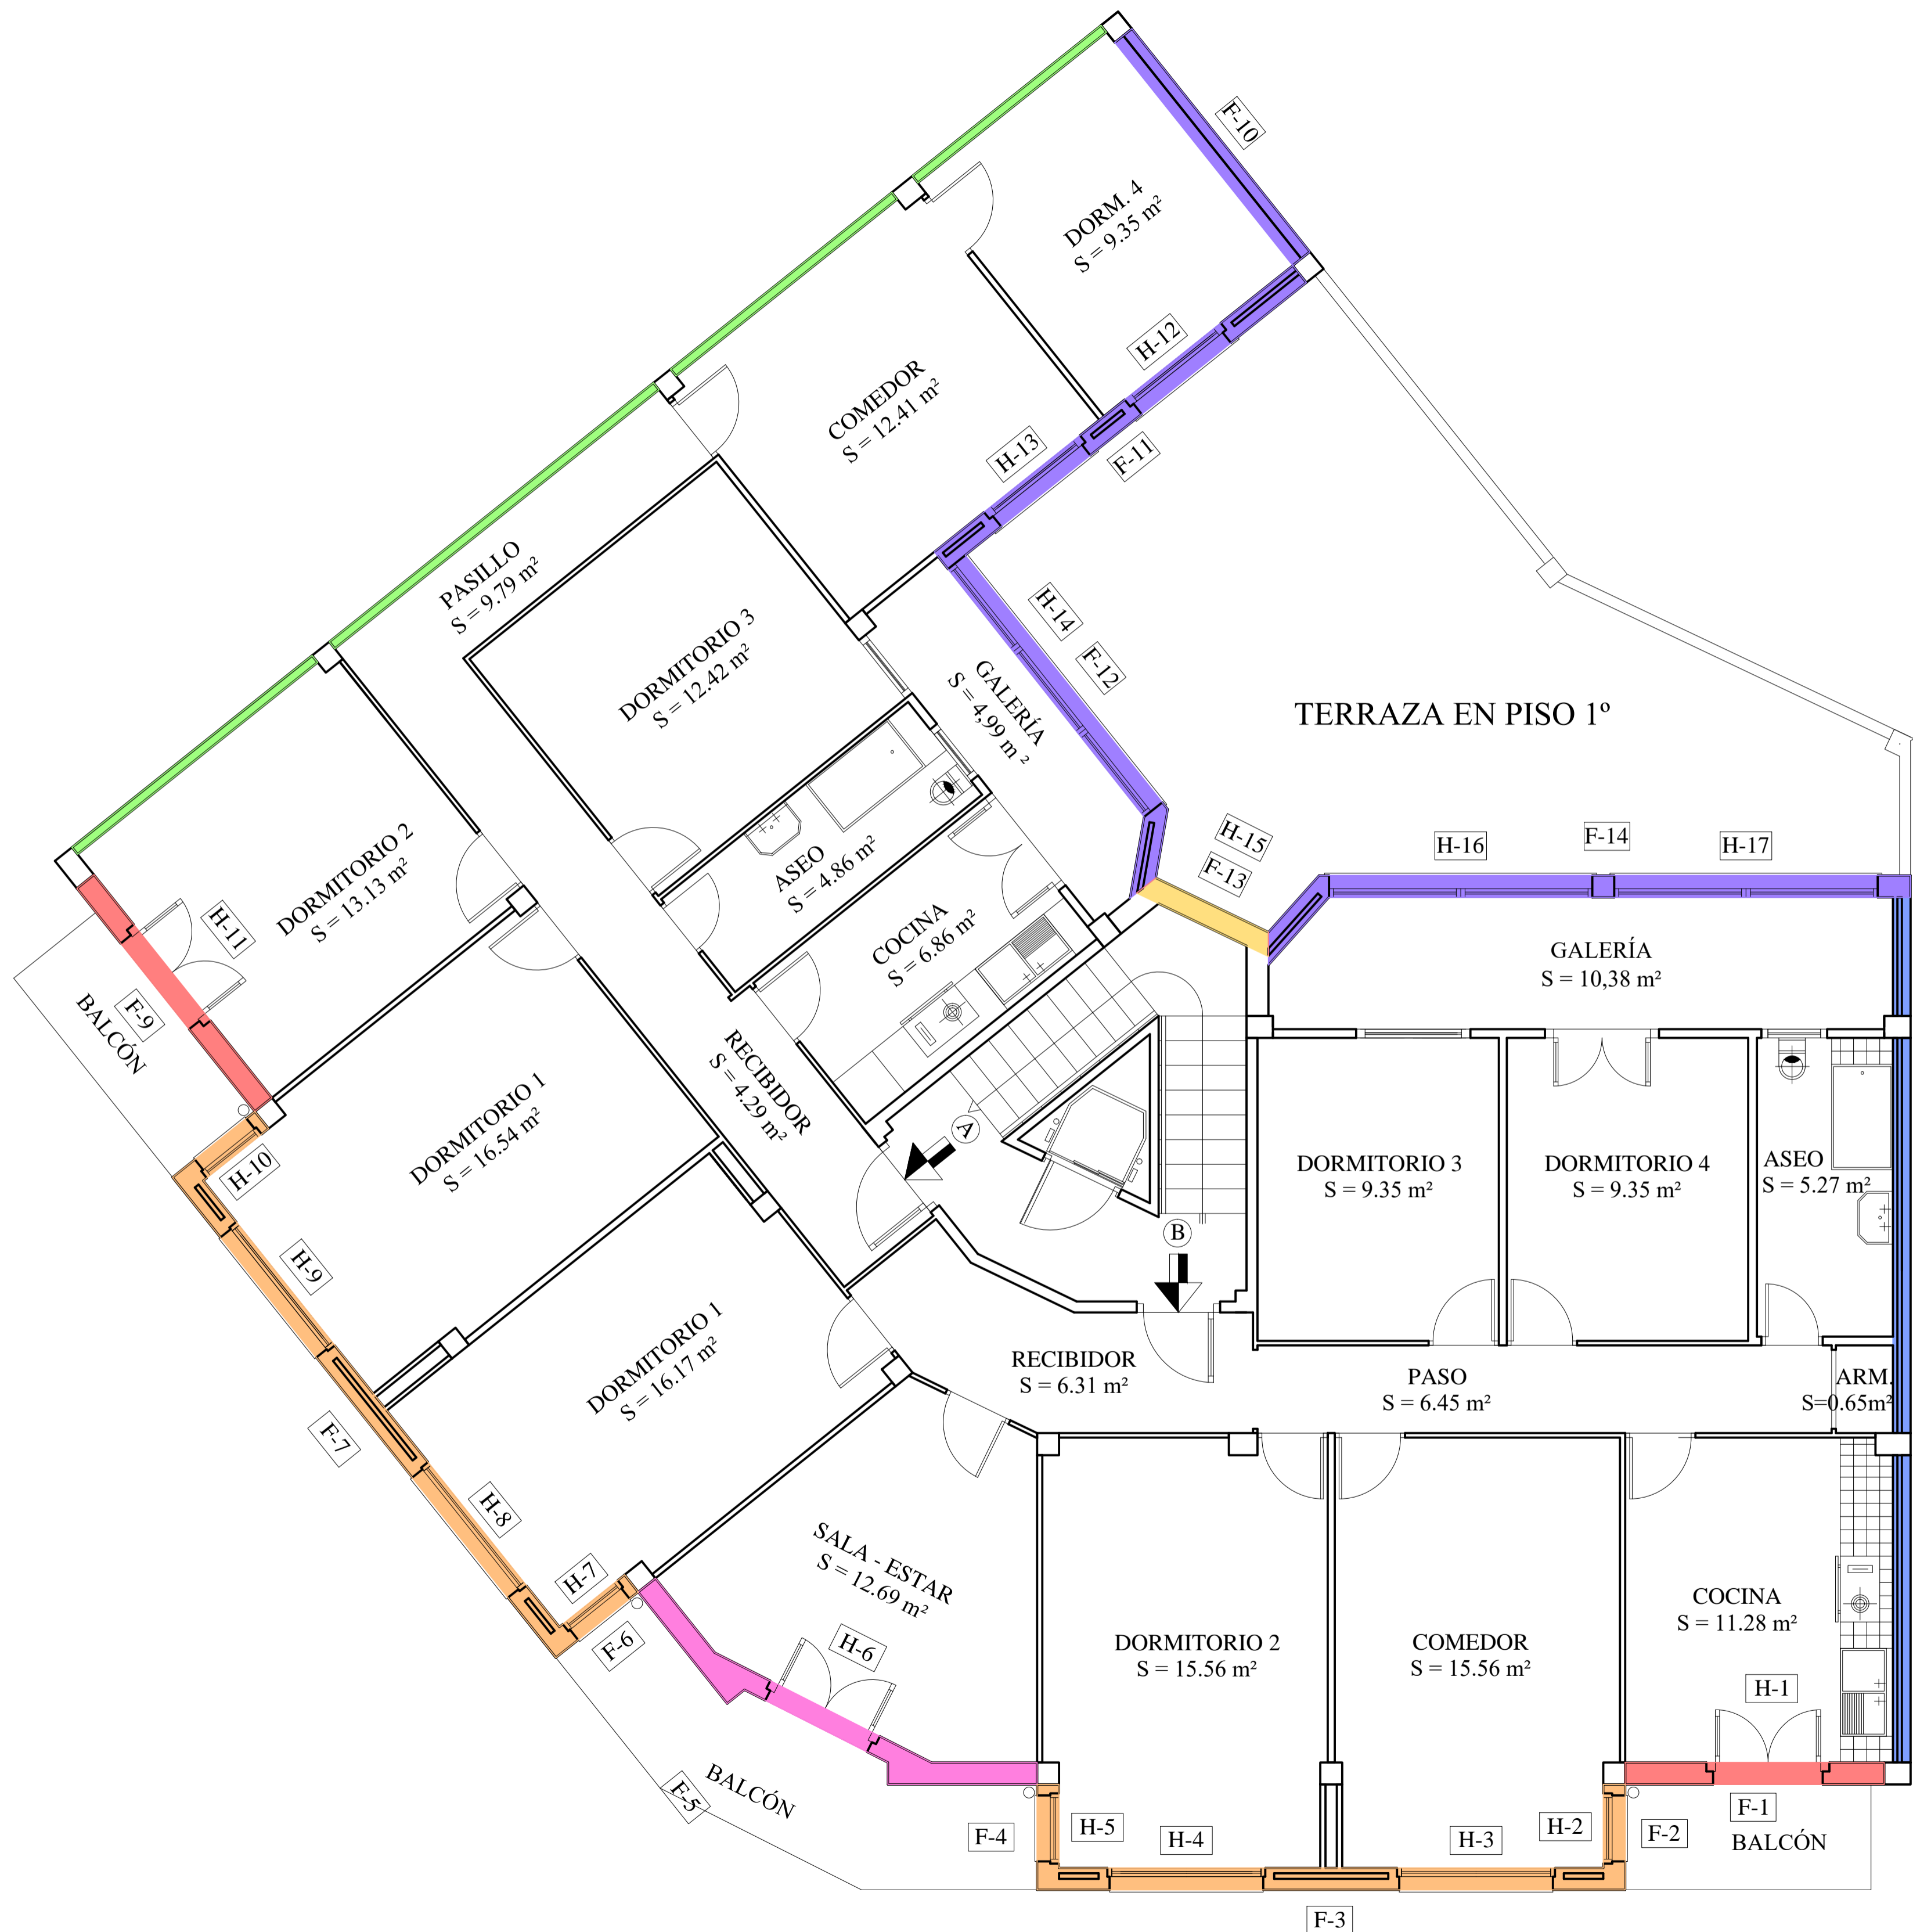 F-10
DORM. 4
S = 9.35 m²
H-12
COMEDOR
S = 12.41 m²
H-13
F-11
PASILLO
S = 9.79 m²
DORMITORIO 3
S = 12.42 m²
H-14
F-12
GALERÍA
S = 4,99 m ²
TERRAZA EN PISO 1º
DORMITORIO 2
S = 13.13 m²
ASEO
S = 4.86 m²
H-15
F-13
H-16
F-14
H-17
H-11
F-9
BALCÓN
COCINA
S = 6.86 m²
GALERÍA
S = 10,38 m²
RECIBIDOR
S = 4.29 m²
DORMITORIO 1
S = 16.54 m²
A
H-10
DORMITORIO 3
S = 9.35 m²
DORMITORIO 4
S = 9.35 m²
ASEO
S = 5.27 m²
B
H-9
DORMITORIO 1
S = 16.17 m²
RECIBIDOR
S = 6.31 m²
PASO
S = 6.45 m²
ARM.
S=0.65m²
F-7
H-8
SALA - ESTAR
S = 12.69 m²
H-7
F-6
H-6
DORMITORIO 2
S = 15.56 m²
COMEDOR
S = 15.56 m²
COCINA
S = 11.28 m²
H-1
F-5
BALCÓN
F-4
H-5
H-4
H-3
H-2
F-2
F-1
BALCÓN
F-3